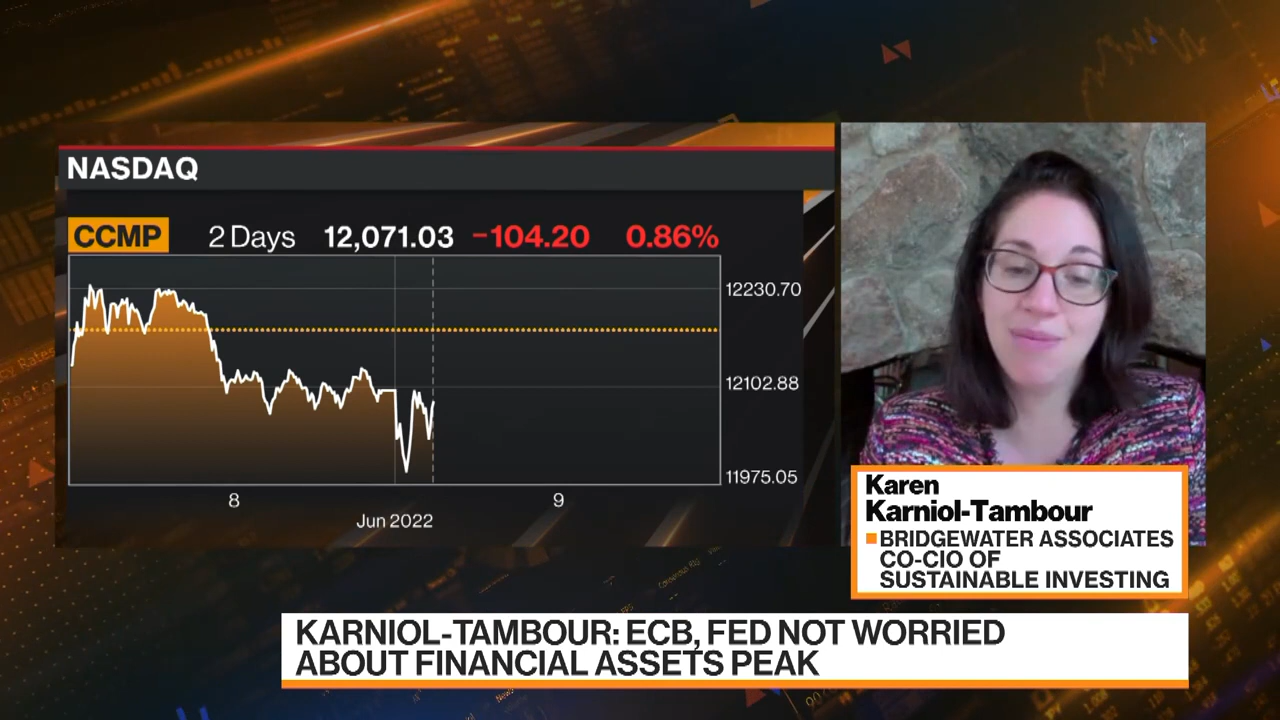 NASDAQ
CCMP 2 Days 12,071.03 −104.20 0.86%
12230.70
12102.88
11975.05
8 9
Jun 2022
Karen
Karniol-Tambour
BRIDGEWATER ASSOCIATES
CO-CIO OF
SUSTAINABLE INVESTING
KARNIOL-TAMBOUR: ECB, FED NOT WORRIED
ABOUT FINANCIAL ASSETS PEAK